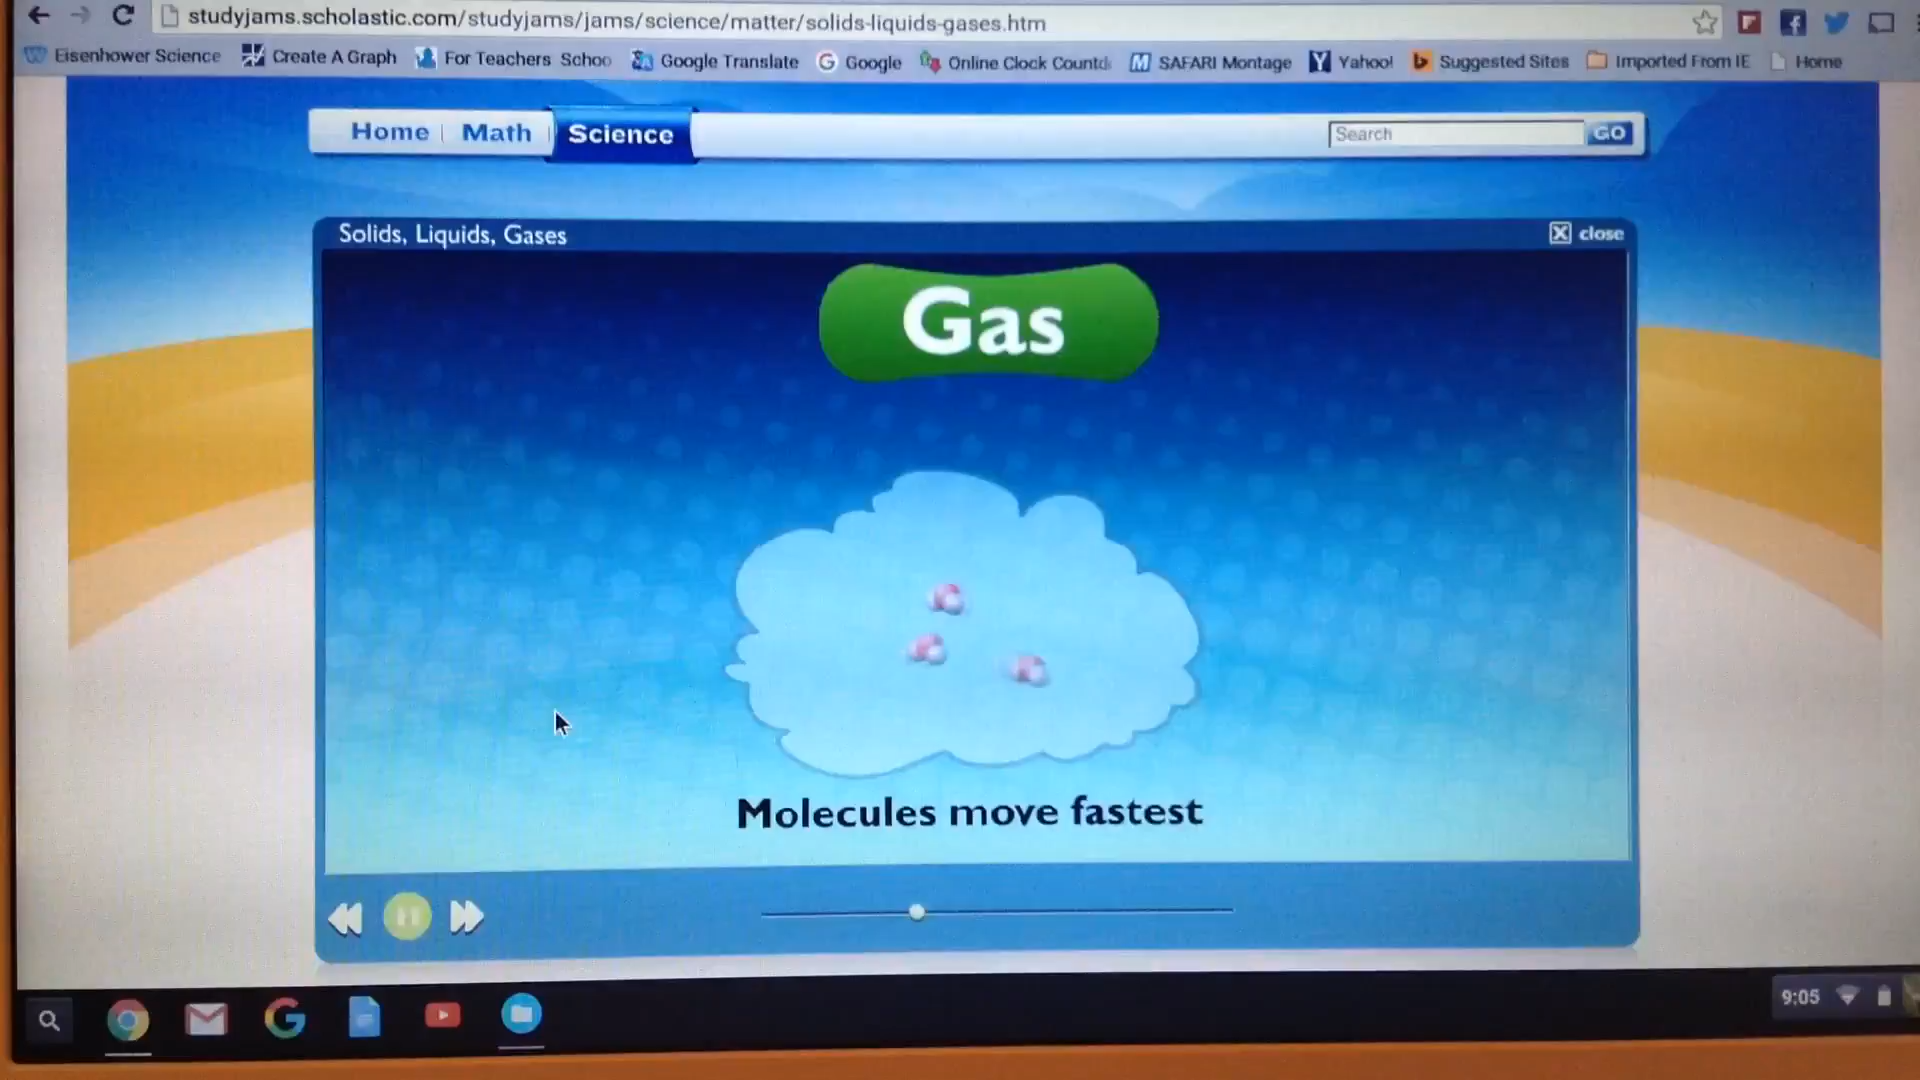 studyjams.scholastic.com/studyjams/jams/science/matter/solids-liquids-gases.htm
Eisenhower Science Create A Graph For Teachers Schoo Google Translate Google Online Clock Countd SAFARI Montage Yahoo! Suggested Sites Imported From IE Home
Home Math Science Search GO
Solids, Liquids, Gases close
Gas
Molecules move fastest
9:05